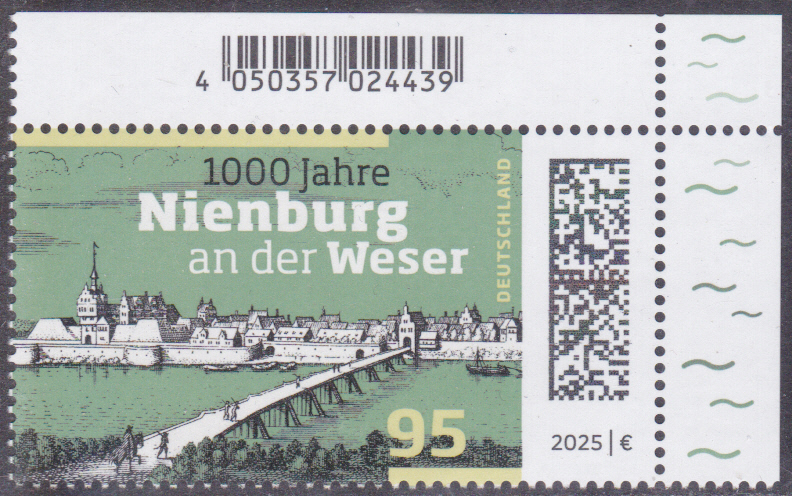 4 050357 024439
1000 Jahre
Nienburg
an der Weser
DEUTSCHLAND
95
2025 | €